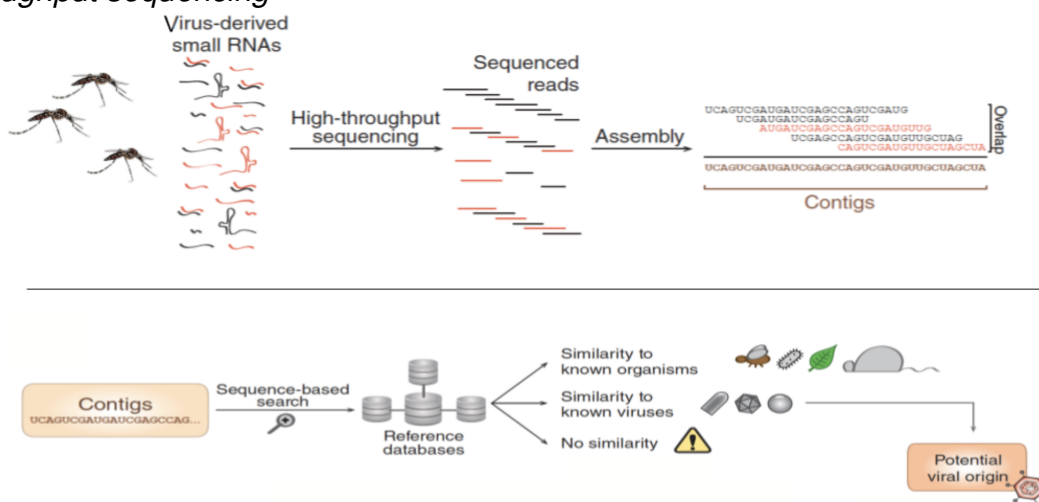 sequencing
Virus-derived
small RNAs
High-throughput
sequencing
Sequenced
reads
Assembly
UCAGUCGAUGAUCGAGCCAGUCGAUG
UCGAUGAUCGAGCCAGU
AUGAUCGAGCCAGUCGAUGUUG
UCGAGCCAGUCGAUGUUGCUAG
CAGUCGAUGUUGCUAGCUA
Overlap
UCAGUCGAUGAUCGAGCCAGUCGAUGUUGCUAGCUA
Contigs
Contigs
UCAGUCGAUGAUCGAGCCAG...
Sequence-based
search
Reference
databases
Similarity to
known organisms
Similarity to
known viruses
No similarity
Potential
viral origin